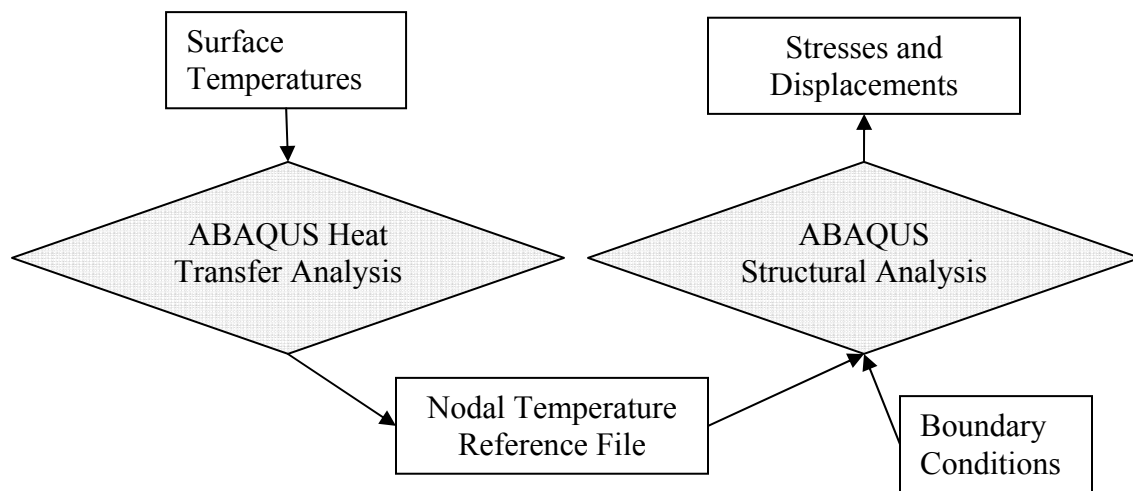 Surface
Temperatures
Stresses and
Displacements
ABAQUS Heat
Transfer Analysis
ABAQUS
Structural Analysis
Nodal Temperature
Reference File
Boundary
Conditions